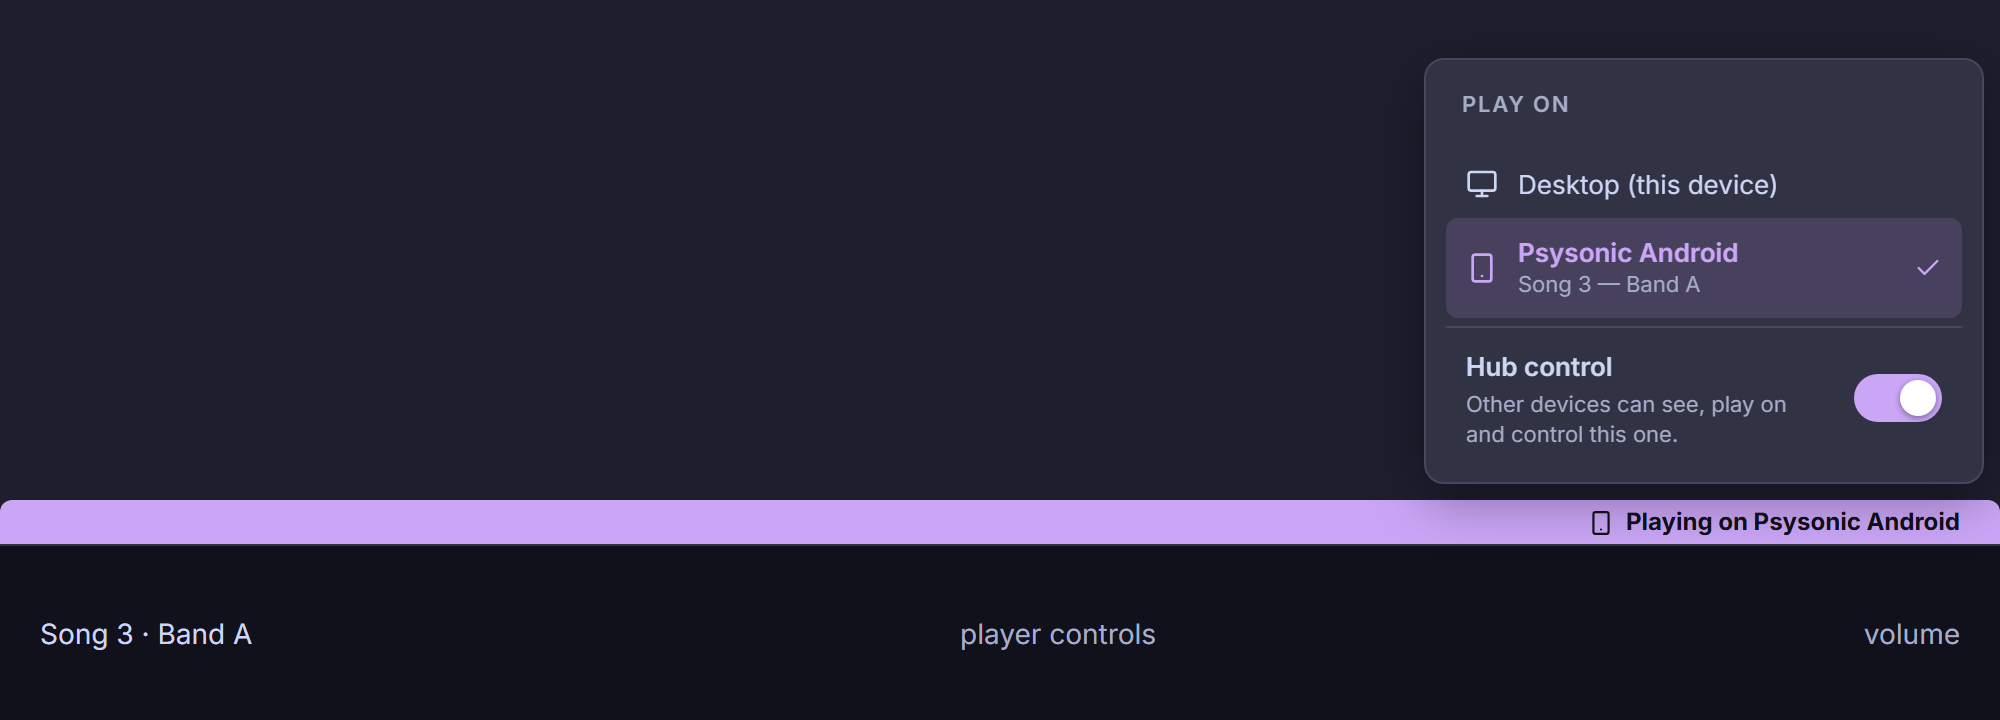 PLAY ON
Desktop (this device)
Psysonic Android
Song 3 — Band A
Hub control
Other devices can see, play on
and control this one.
Playing on Psysonic Android
Song 3 · Band A
player controls
volume